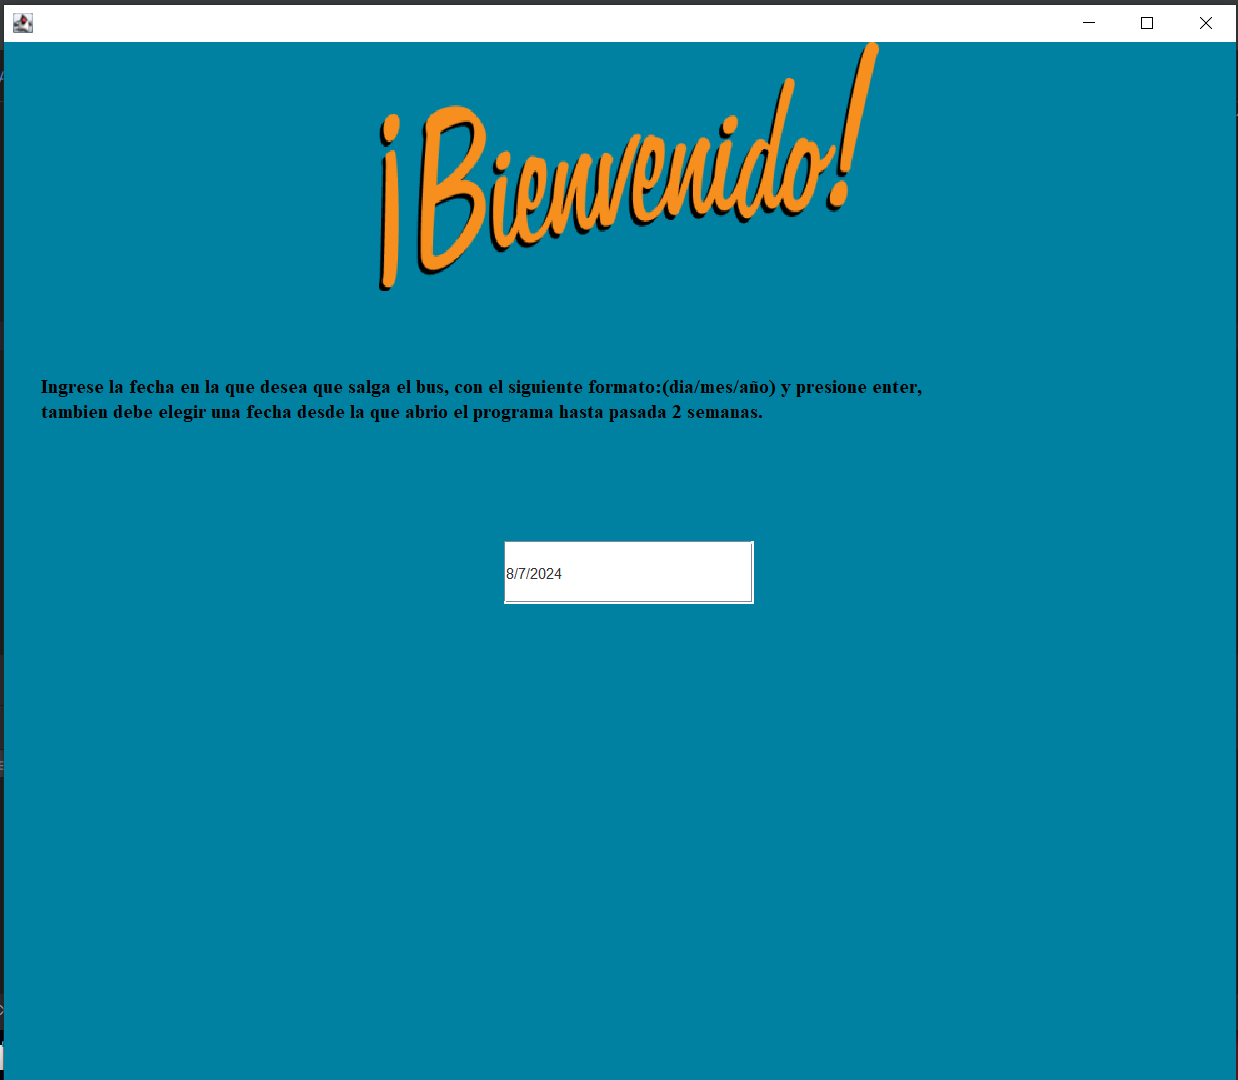 ¡Bienvenido!
Ingrese la fecha en la que desea que salga el bus, con el siguiente formato:(dia/mes/año) y presione enter,
tambien debe elegir una fecha desde la que abrio el programa hasta pasada 2 semanas.
8/7/2024